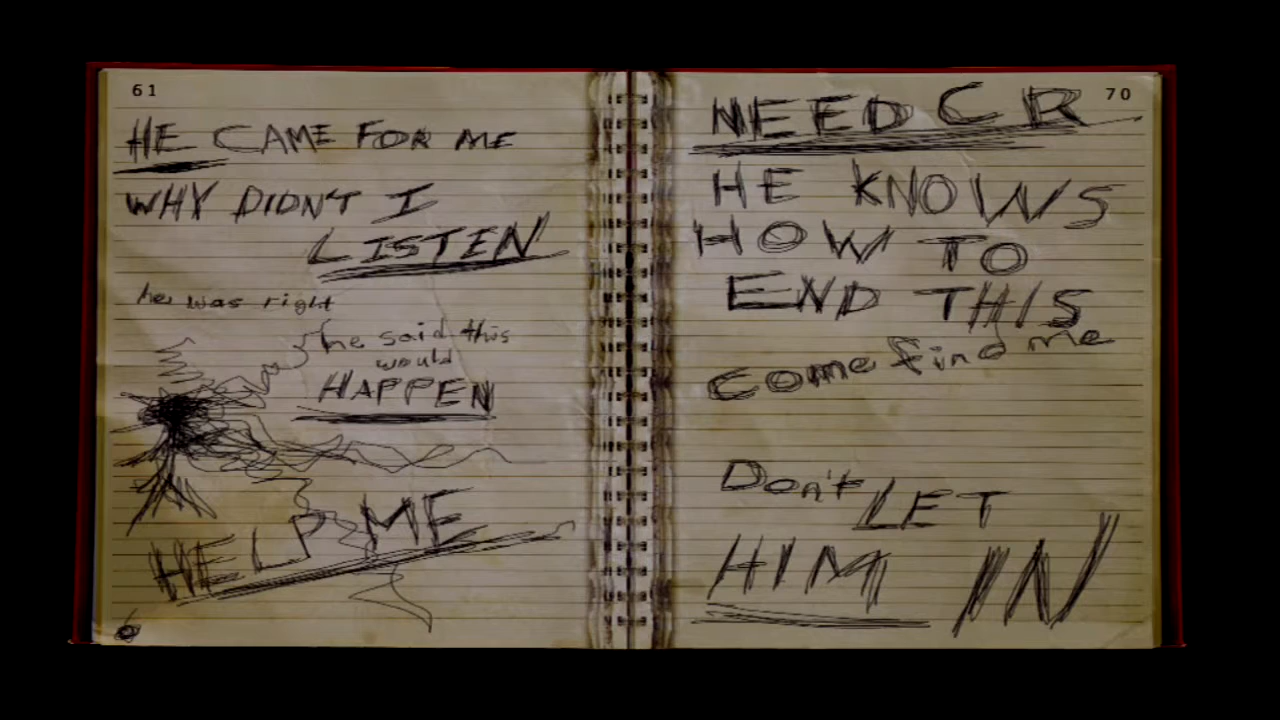 61
HE CAME FOR ME
WHY DIDN'T I
LISTEN
he was right
he said this
would
HAPPEN
HELP ME
70
NEED CR
HE KNOWS
HOW TO
END THIS
come find me
Don't LET
HIM IN